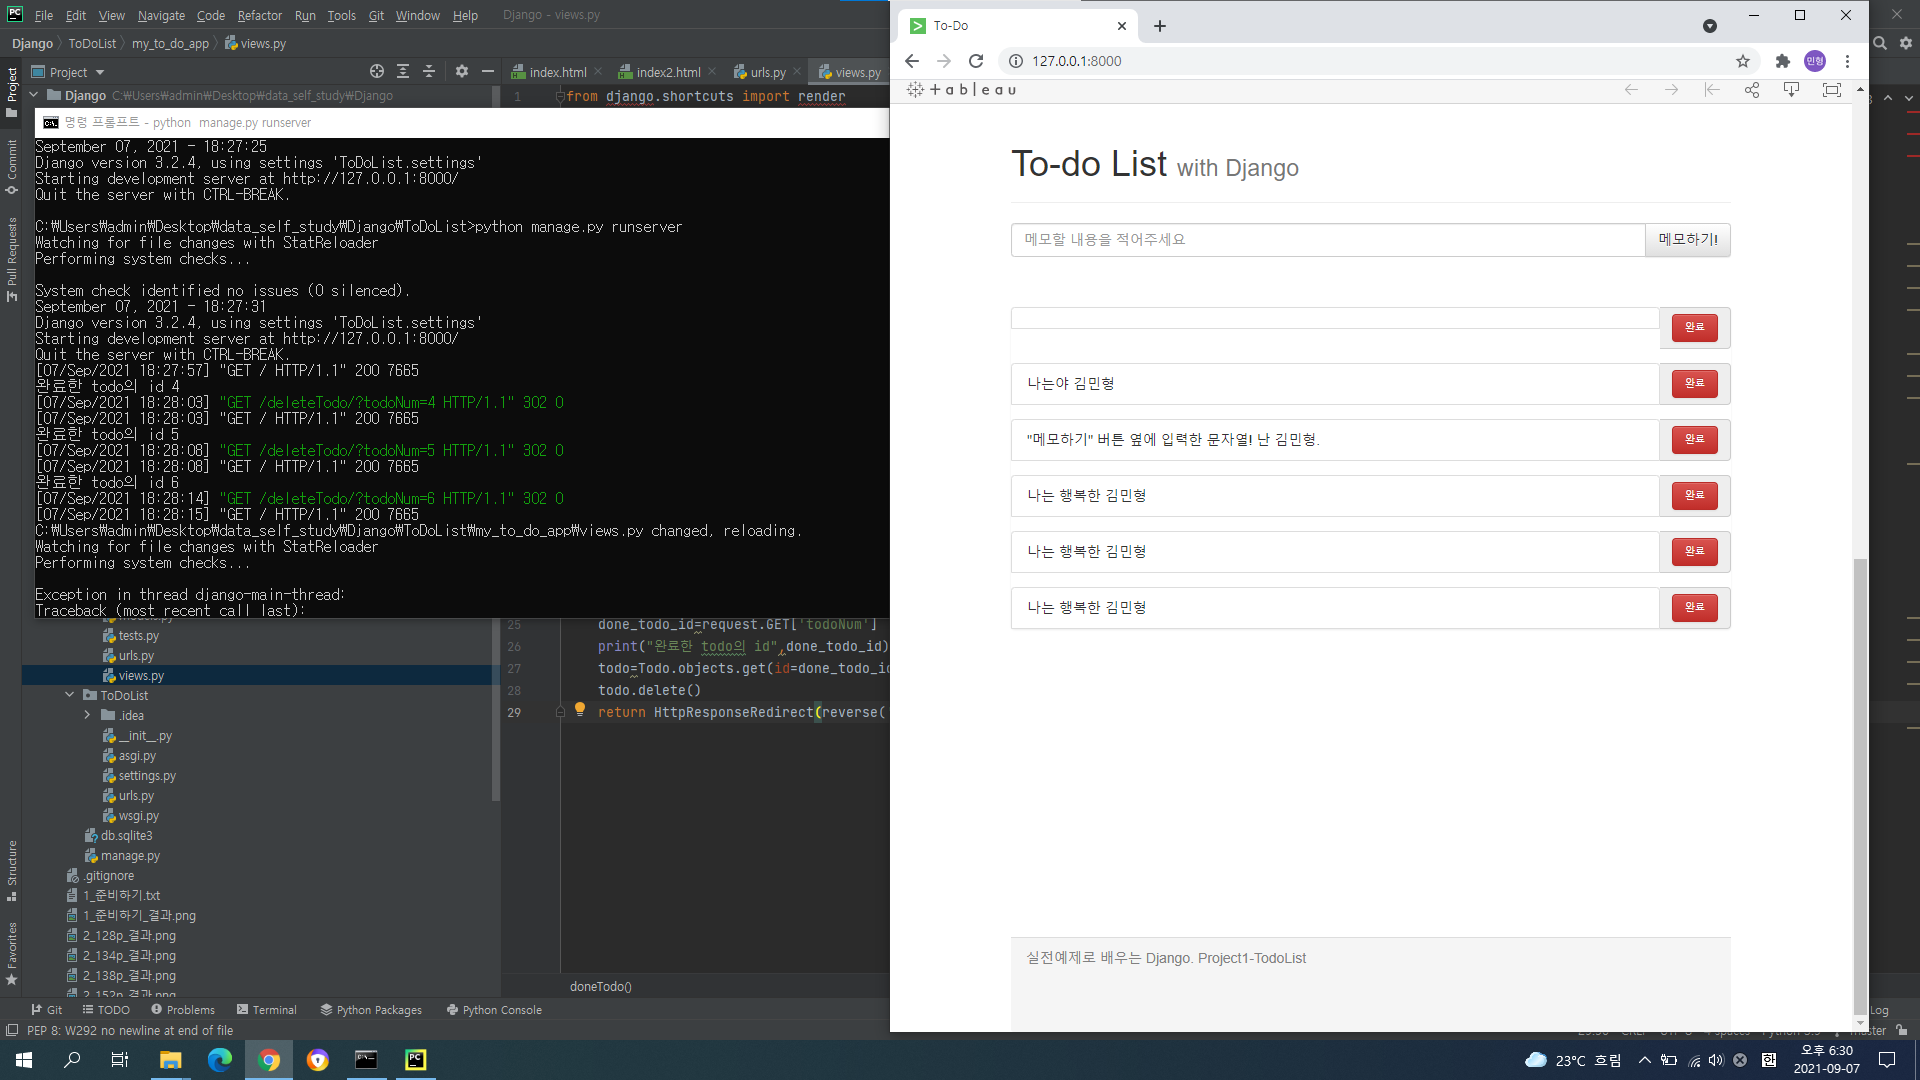 File Edit View Navigate Code Refactor Run Tools Git Window Help Django - views.py
Django ToDoList my_to_do_app views.py
Project
index.html index2.html urls.py views.py
Django C:₩Users₩admin₩Desktop₩data_self_study₩Django
1 from django.shortcuts import render
명령 프롬프트 - python manage.py runserver
September 07, 2021 - 18:27:25
Django version 3.2.4, using settings 'ToDoList.settings'
Starting development server at http://127.0.0.1:8000/
Quit the server with CTRL-BREAK.
C:₩Users₩admin₩Desktop₩data_self_study₩Django₩ToDoList>python manage.py runserver
Watching for file changes with StatReloader
Performing system checks...
System check identified no issues (0 silenced).
September 07, 2021 - 18:27:31
Django version 3.2.4, using settings 'ToDoList.settings'
Starting development server at http://127.0.0.1:8000/
Quit the server with CTRL-BREAK.
[07/Sep/2021 18:27:57] "GET / HTTP/1.1" 200 7665
완료한 todo의 id 4
[07/Sep/2021 18:28:03] "GET /deleteTodo/?todoNum=4 HTTP/1.1" 302 0
[07/Sep/2021 18:28:03] "GET / HTTP/1.1" 200 7665
완료한 todo의 id 5
[07/Sep/2021 18:28:08] "GET /deleteTodo/?todoNum=5 HTTP/1.1" 302 0
[07/Sep/2021 18:28:08] "GET / HTTP/1.1" 200 7665
완료한 todo의 id 6
[07/Sep/2021 18:28:14] "GET /deleteTodo/?todoNum=6 HTTP/1.1" 302 0
[07/Sep/2021 18:28:15] "GET / HTTP/1.1" 200 7665
C:₩Users₩admin₩Desktop₩data_self_study₩Django₩ToDoList₩my_to_do_app₩views.py changed, reloading.
Watching for file changes with StatReloader
Performing system checks...
Exception in thread django-main-thread:
Traceback (most recent call last):
models.py
tests.py
urls.py
views.py
ToDoList
.idea
__init__.py
asgi.py
settings.py
urls.py
wsgi.py
db.sqlite3
manage.py
.gitignore
1_준비하기.txt
1_준비하기_결과.png
2_128p_결과.png
2_134p_결과.png
2_138p_결과.png
2_152p_결과.png
25 done_todo_id=request.GET['todoNum']
26 print("완료한 todo의 id",done_todo_id)
27 todo=Todo.objects.get(id=done_todo_id
28 todo.delete()
29 return HttpResponseRedirect(reverse('
doneTodo()
Project
Commit
Pull Requests
Structure
Favorites
Git TODO Problems Terminal Python Packages Python Console
PEP 8: W292 no newline at end of file
To-Do
127.0.0.1:8000
민형
+ableau
To-do List with Django
메모할 내용을 적어주세요 메모하기!
완료
나는야 김민형 완료
"메모하기" 버튼 옆에 입력한 문자열! 난 김민형. 완료
나는 행복한 김민형 완료
나는 행복한 김민형 완료
나는 행복한 김민형 완료
실전예제로 배우는 Django. Project1-TodoList
Log
master
23°C 흐림
한
오후 6:30
2021-09-07